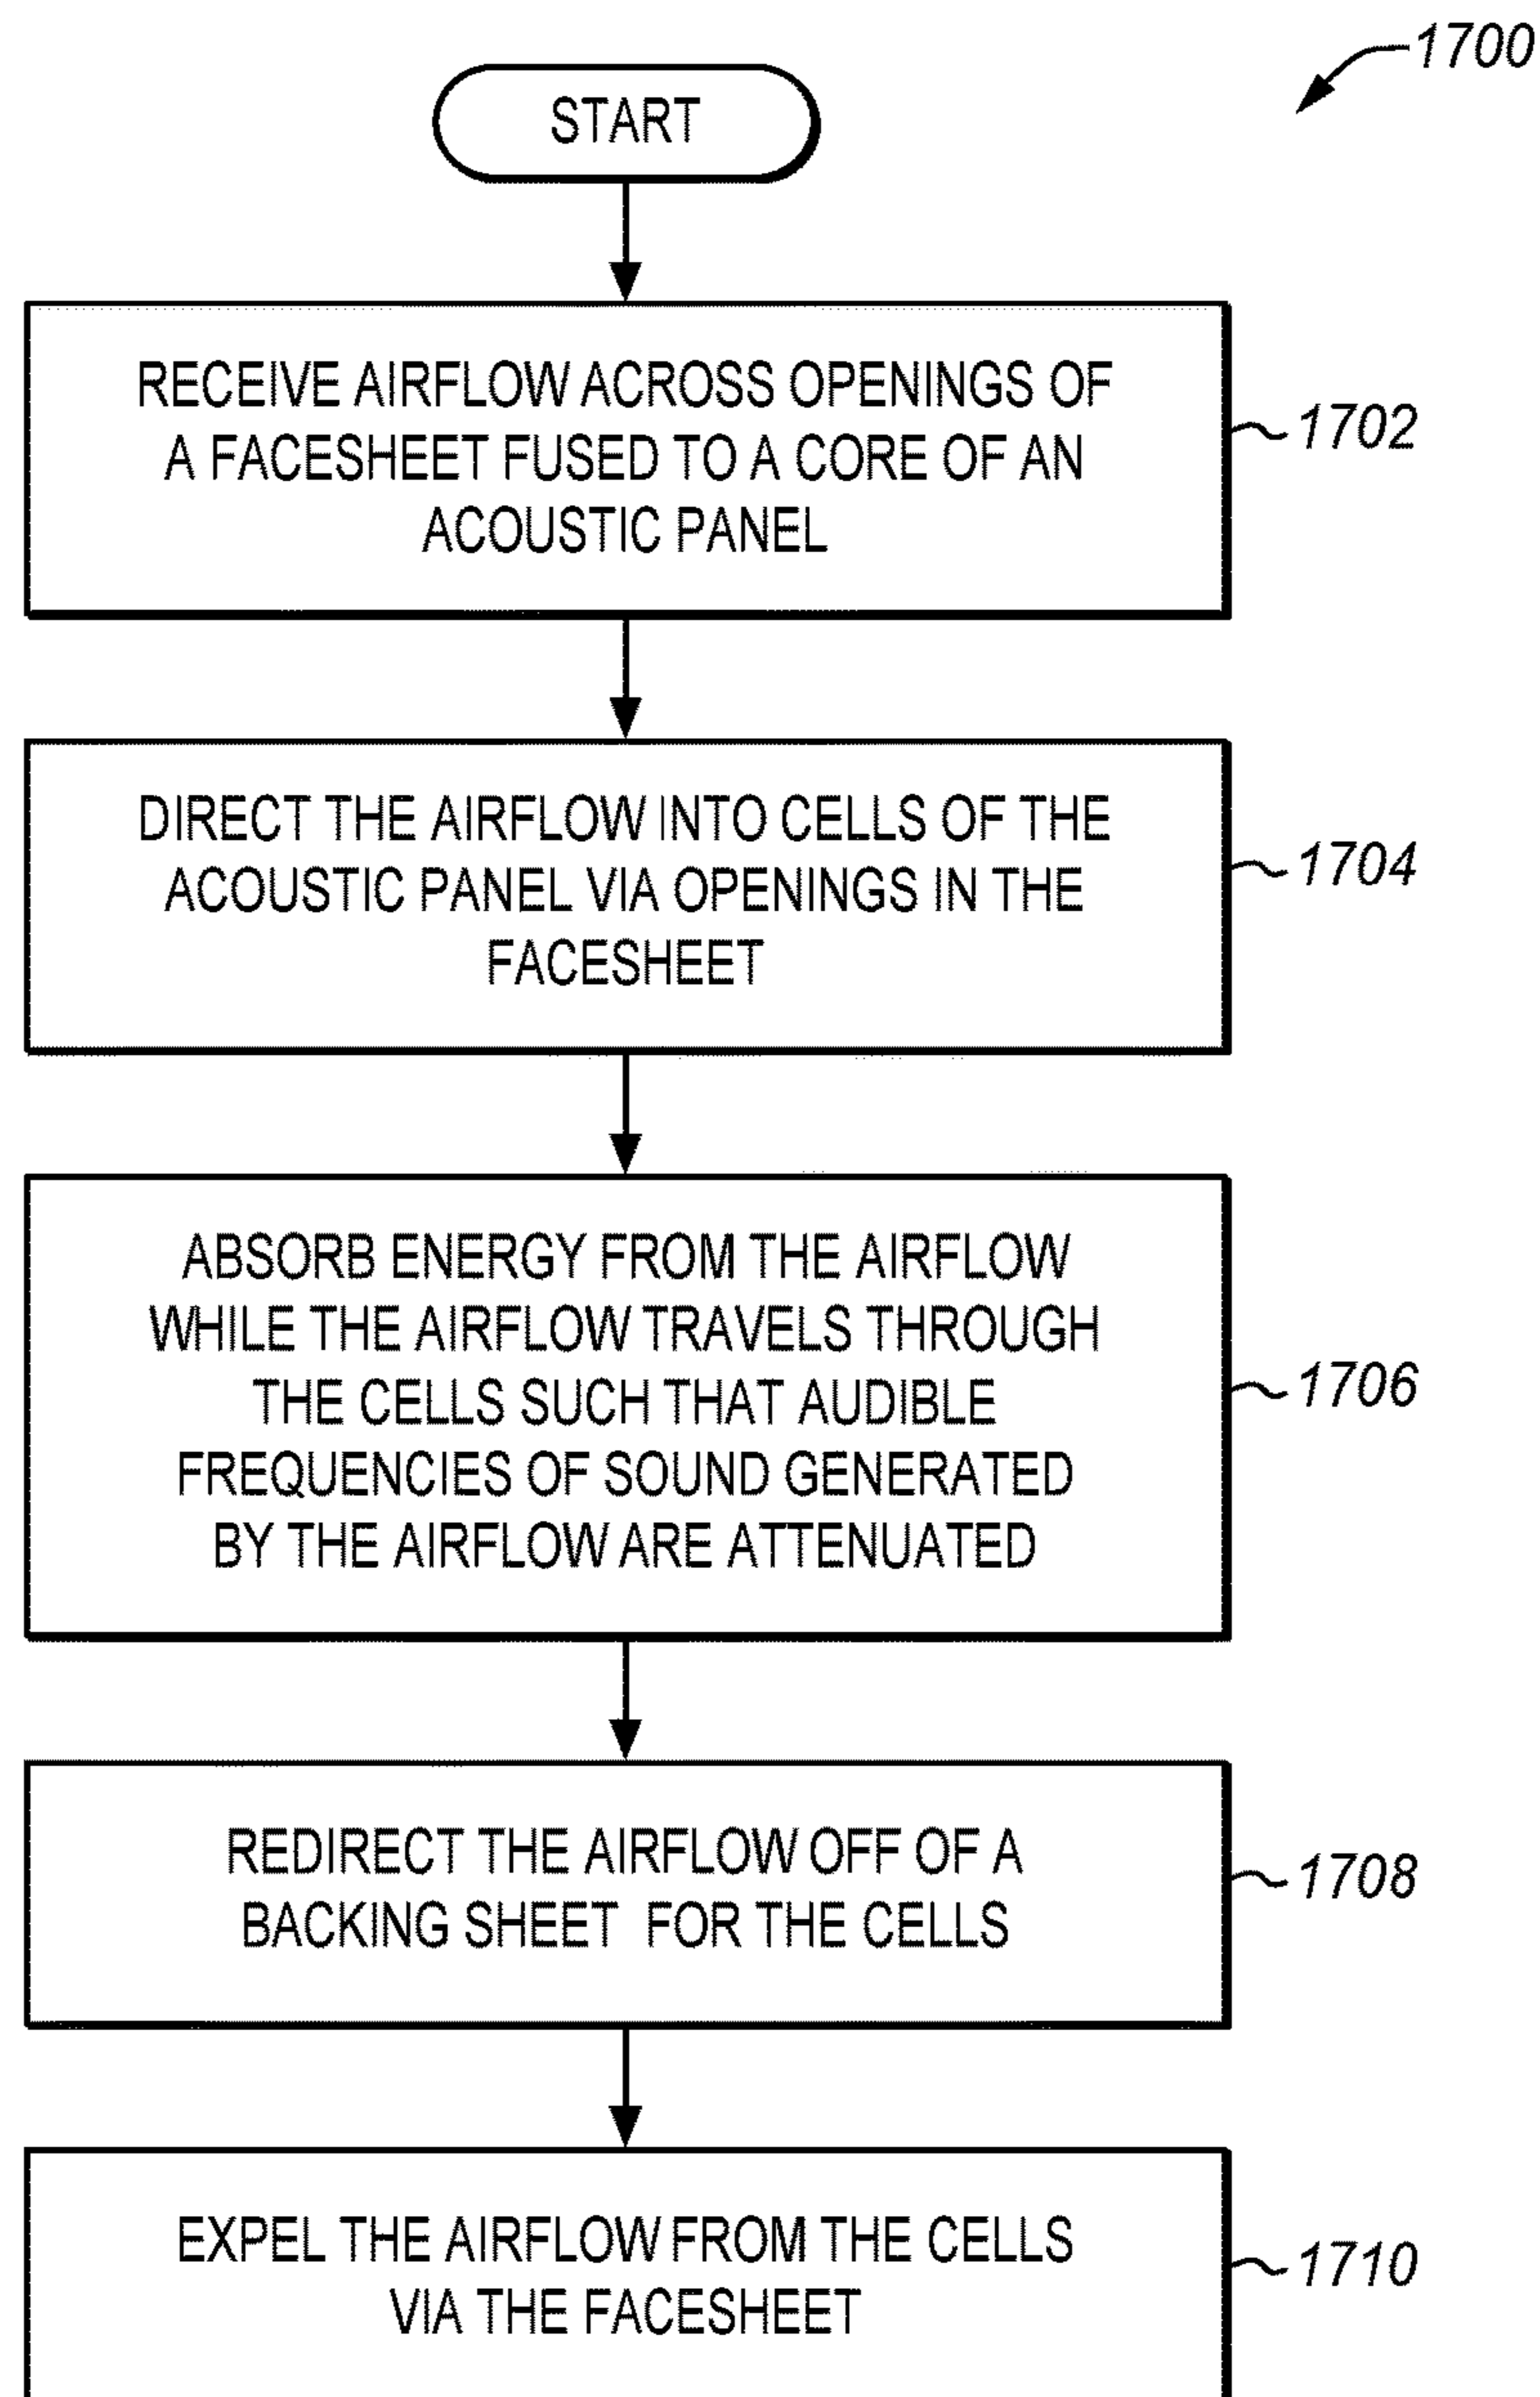 1700
START
RECEIVE AIRFLOW ACROSS OPENINGS OF
A FACESHEET FUSED TO A CORE OF AN
ACOUSTIC PANEL
1702
DIRECT THE AIRFLOW INTO CELLS OF THE
ACOUSTIC PANEL VIA OPENINGS IN THE
FACESHEET
1704
ABSORB ENERGY FROM THE AIRFLOW
WHILE THE AIRFLOW TRAVELS THROUGH
THE CELLS SUCH THAT AUDIBLE
FREQUENCIES OF SOUND GENERATED
BY THE AIRFLOW ARE ATTENUATED
1706
REDIRECT THE AIRFLOW OFF OF A
BACKING SHEET FOR THE CELLS
1708
EXPEL THE AIRFLOW FROM THE CELLS
VIA THE FACESHEET
1710